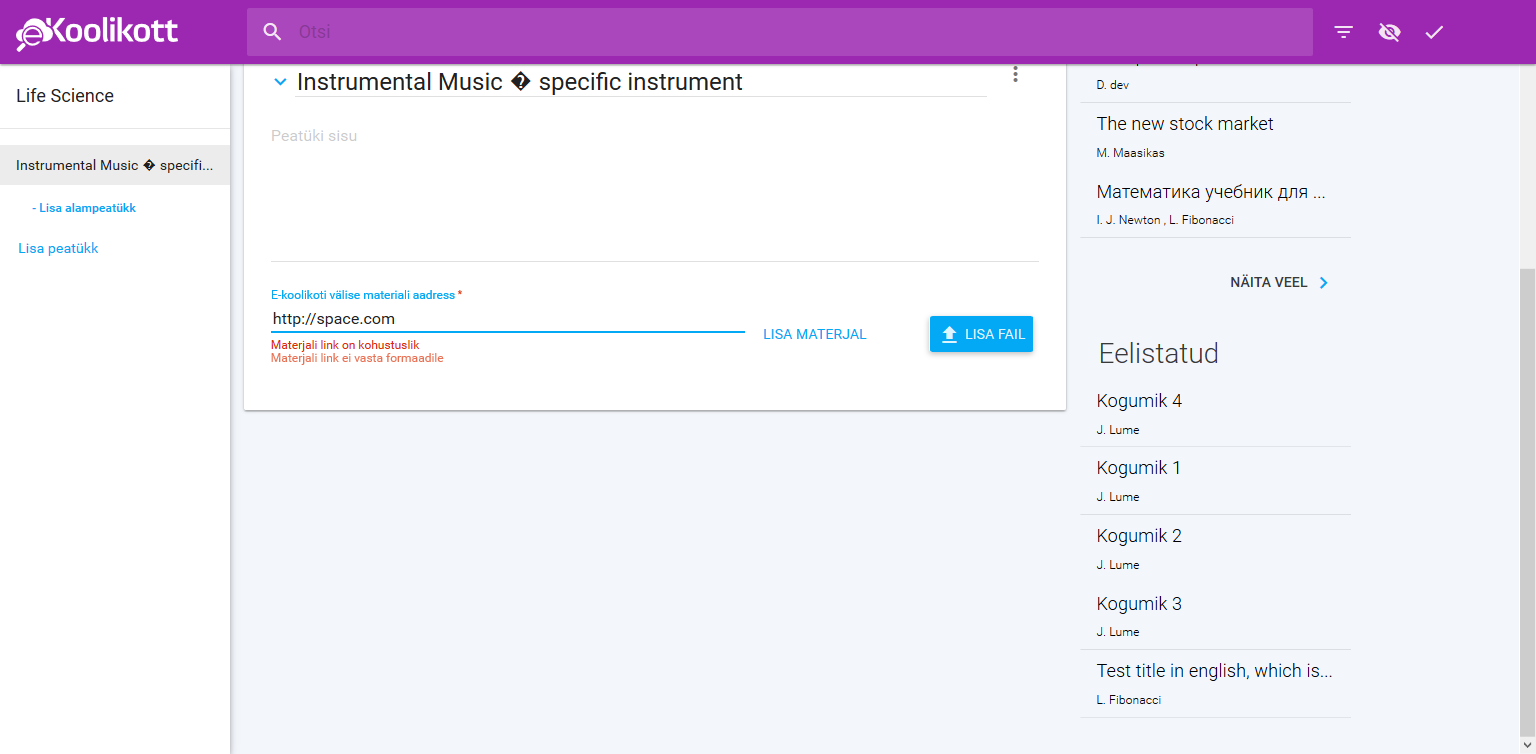 eKoolikott
Otsi
Life Science
Instrumental Music � specifi...
- Lisa alampeatükk
Lisa peatükk
Instrumental Music � specific instrument
Peatüki sisu
E-koolikoti välise materiali aadress *
http://space.com
Materjali link on kohustuslik
Materjali link ei vasta formaadile
LISA MATERJAL
LISA FAIL
D. dev
The new stock market
M. Maasikas
Математика учебник для ...
I. J. Newton , L. Fibonacci
NÄITA VEEL
Eelistatud
Kogumik 4
J. Lume
Kogumik 1
J. Lume
Kogumik 2
J. Lume
Kogumik 3
J. Lume
Test title in english, which is...
L. Fibonacci